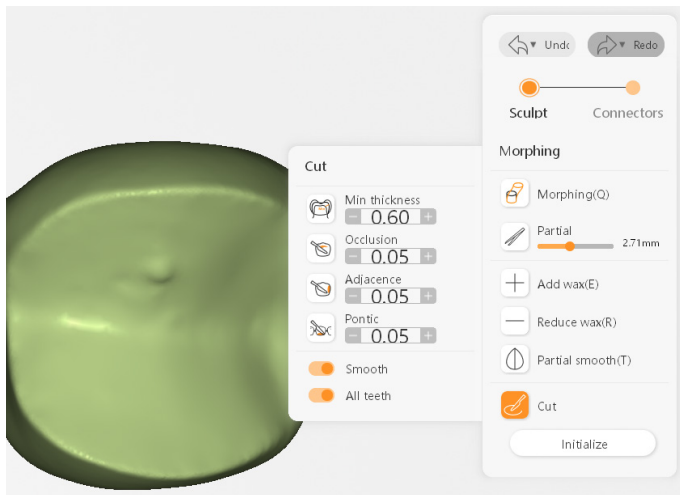 Undo
Redo
Sculpt
Connectors
Morphing
Morphing(Q)
Partial
2.71mm
Add wax(E)
Reduce wax(R)
Partial smooth(T)
Cut
Initialize
Cut
Min thickness
0.60
Occlusion
0.05
Adjacence
0.05
Pontic
0.05
Smooth
All teeth